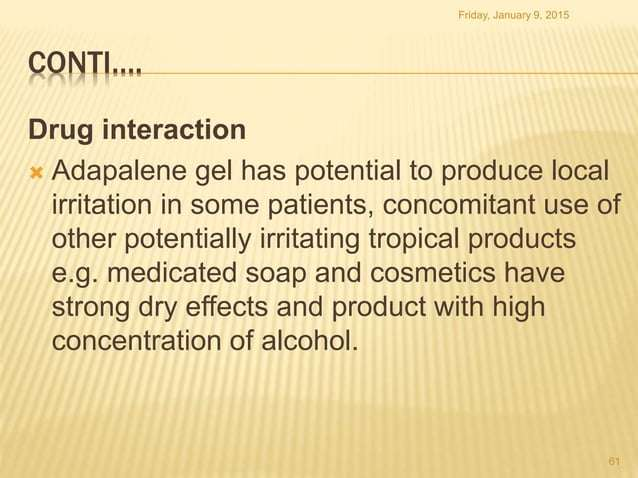 Friday, January 9, 2015
CONTI....
Drug interaction
Adapalene gel has potential to produce local
irritation in some patients, concomitant use of
other potentially irritating tropical products
e.g. medicated soap and cosmetics have
strong dry effects and product with high
concentration of alcohol.
61